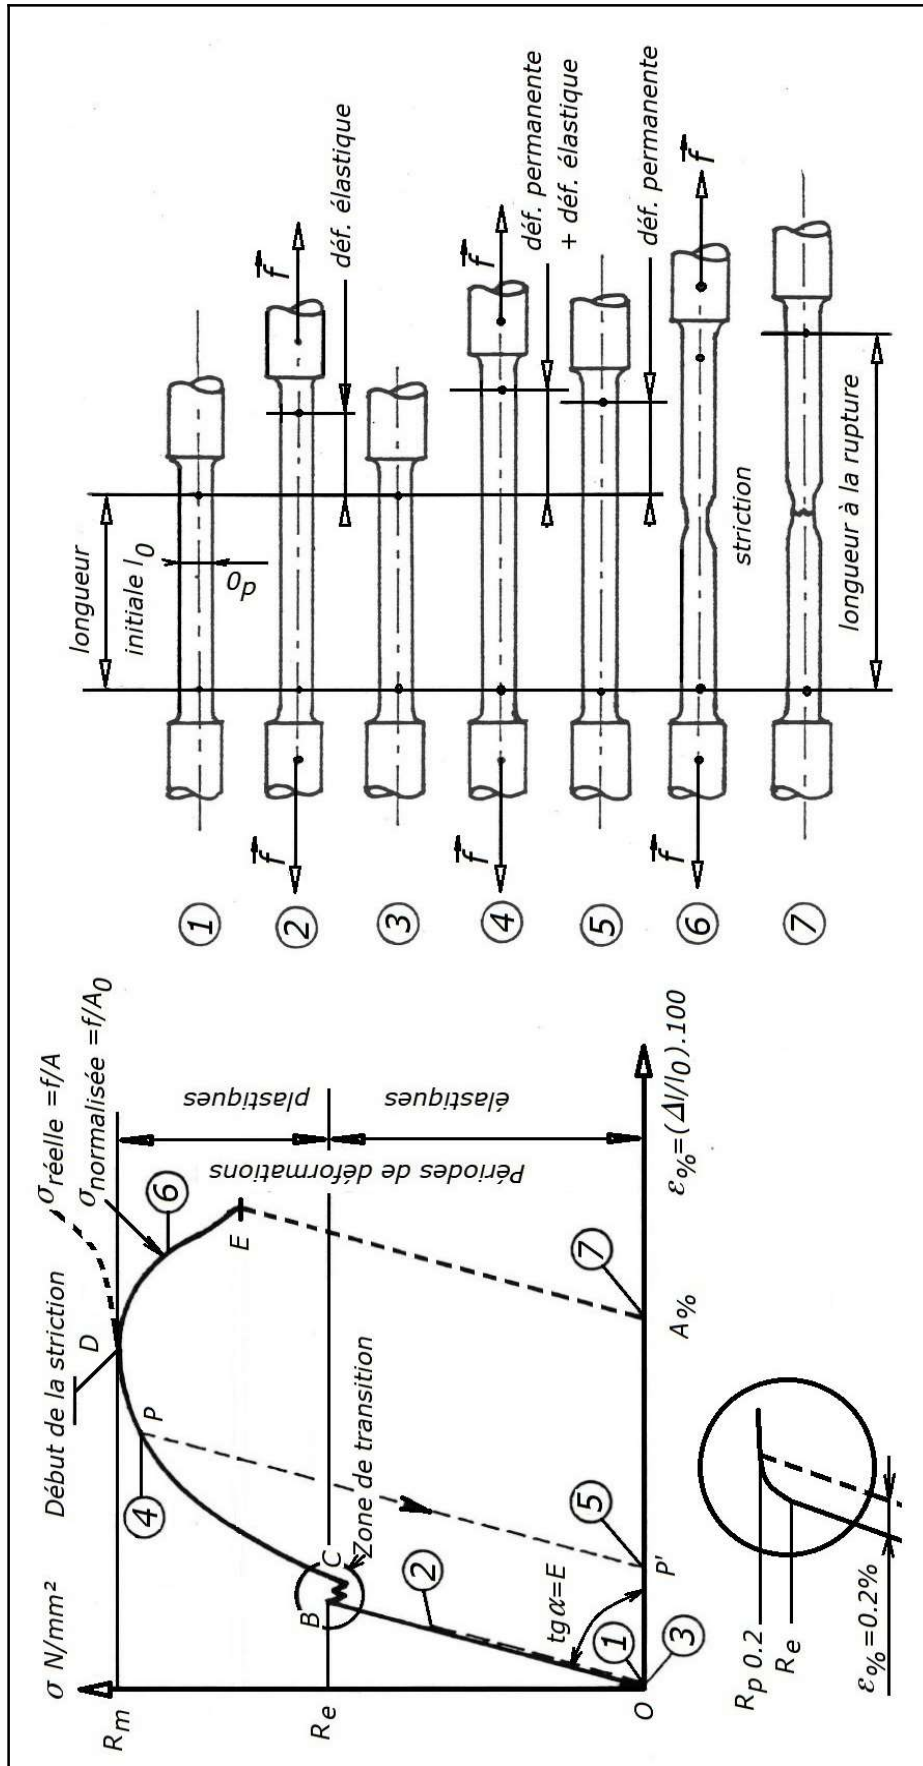 σ N/mm²
Début de la striction
σréelle =f/A
σnormalisée =f/A0
Rm
D
P
4
6
E
plastiques
élastiques
Périodes de déformations
Re
B
C
Zone de transition
2
tgα=E
1
3
5
7
O
P'
A%
ε%=(Δl/l0).100
Rp 0.2
Re
ε%=0.2%
longueur
initiale l0
d0
1
2
f
f
déf. élastique
3
4
f
f
déf. permanente
+ déf. élastique
5
déf. permanente
6
f
f
striction
7
longueur à la rupture